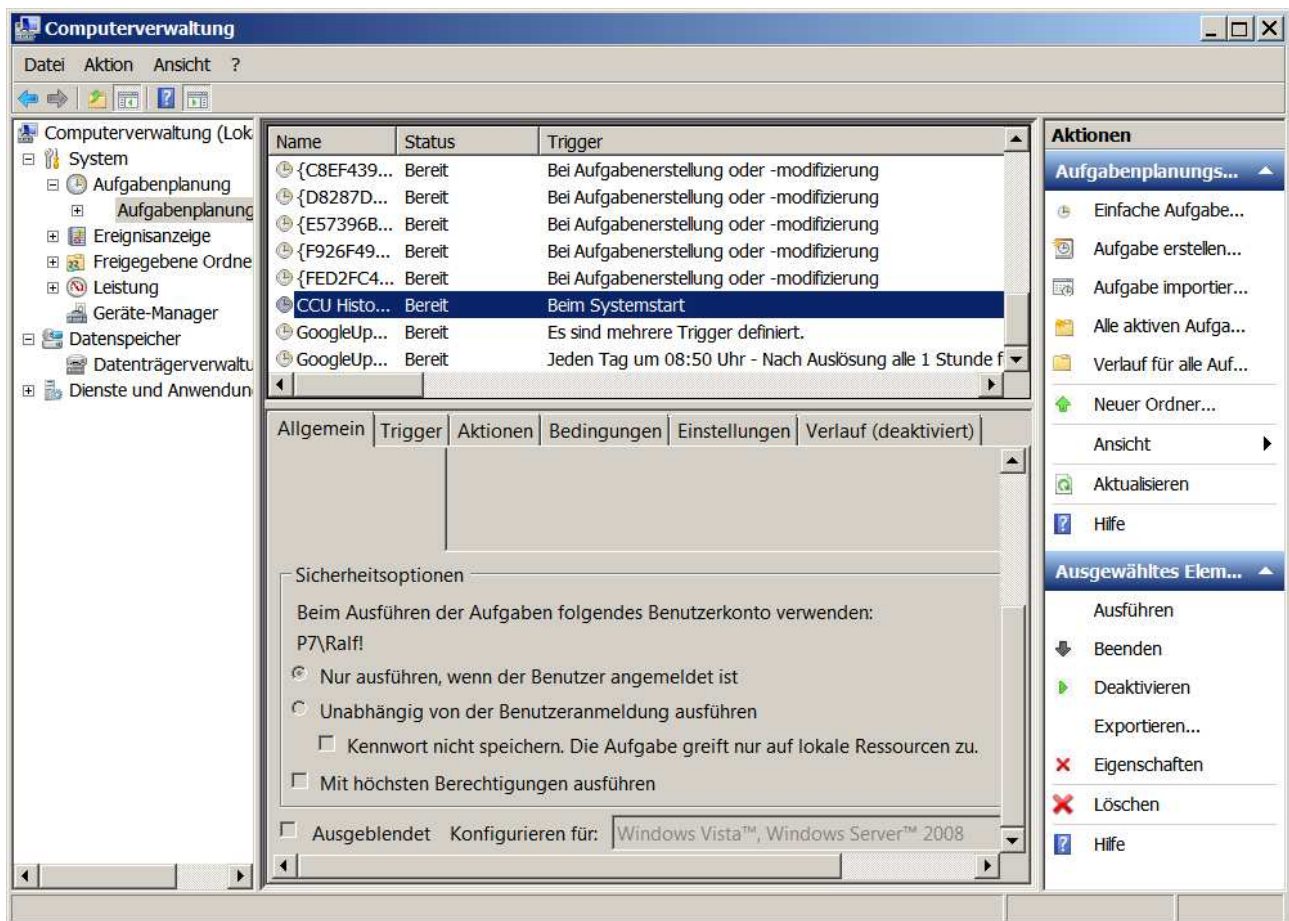 Computerverwaltung
Datei Aktion Ansicht ?
Computerverwaltung (Lok
System
Aufgabenplanung
Aufgabenplanung
Ereignisanzeige
Freigegebene Ordne
Leistung
Geräte-Manager
Datenspeicher
Datenträgerverwaltu
Dienste und Anwendun
Name Status Trigger
{C8EF439... Bereit Bei Aufgabenerstellung oder -modifizierung
{D8287D... Bereit Bei Aufgabenerstellung oder -modifizierung
{E57396B... Bereit Bei Aufgabenerstellung oder -modifizierung
{F926F49... Bereit Bei Aufgabenerstellung oder -modifizierung
{FED2FC4... Bereit Bei Aufgabenerstellung oder -modifizierung
CCU Histo... Bereit Beim Systemstart
GoogleUp... Bereit Es sind mehrere Trigger definiert.
GoogleUp... Bereit Jeden Tag um 08:50 Uhr - Nach Auslösung alle 1 Stunde f
Allgemein Trigger Aktionen Bedingungen Einstellungen Verlauf (deaktiviert)
Sicherheitsoptionen
Beim Ausführen der Aufgaben folgendes Benutzerkonto verwenden:
P7\Ralf!
Nur ausführen, wenn der Benutzer angemeldet ist
Unabhängig von der Benutzeranmeldung ausführen
Kennwort nicht speichern. Die Aufgabe greift nur auf lokale Ressourcen zu.
Mit höchsten Berechtigungen ausführen
Ausgeblendet Konfigurieren für: Windows Vista™, Windows Server™ 2008
Aktionen
Aufgabenplanungs...
Einfache Aufgabe...
Aufgabe erstellen...
Aufgabe importier...
Alle aktiven Aufga...
Verlauf für alle Auf...
Neuer Ordner...
Ansicht
Aktualisieren
Hilfe
Ausgewähltes Elem...
Ausführen
Beenden
Deaktivieren
Exportieren...
Eigenschaften
Löschen
Hilfe